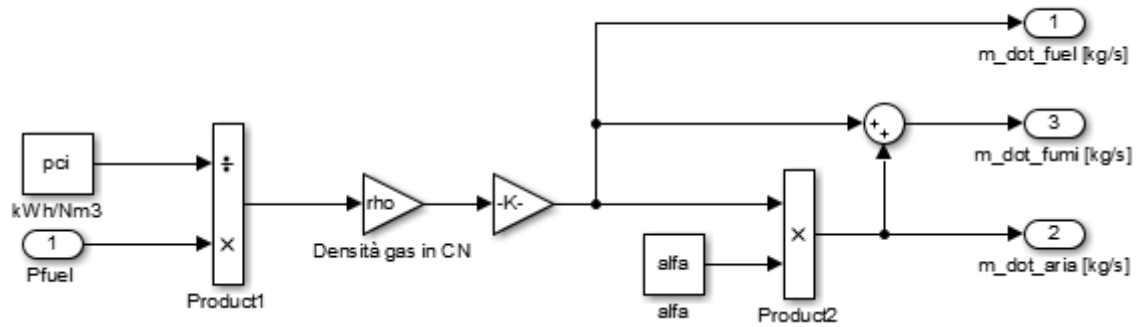 1
m_dot_fuel [kg/s]
pci
÷
kWh/Nm3
1
Pfuel
×
Product1
rho
Densità gas in CN
-K-
+
+
3
m_dot_fumi [kg/s]
alfa
alfa
×
Product2
2
m_dot_aria [kg/s]